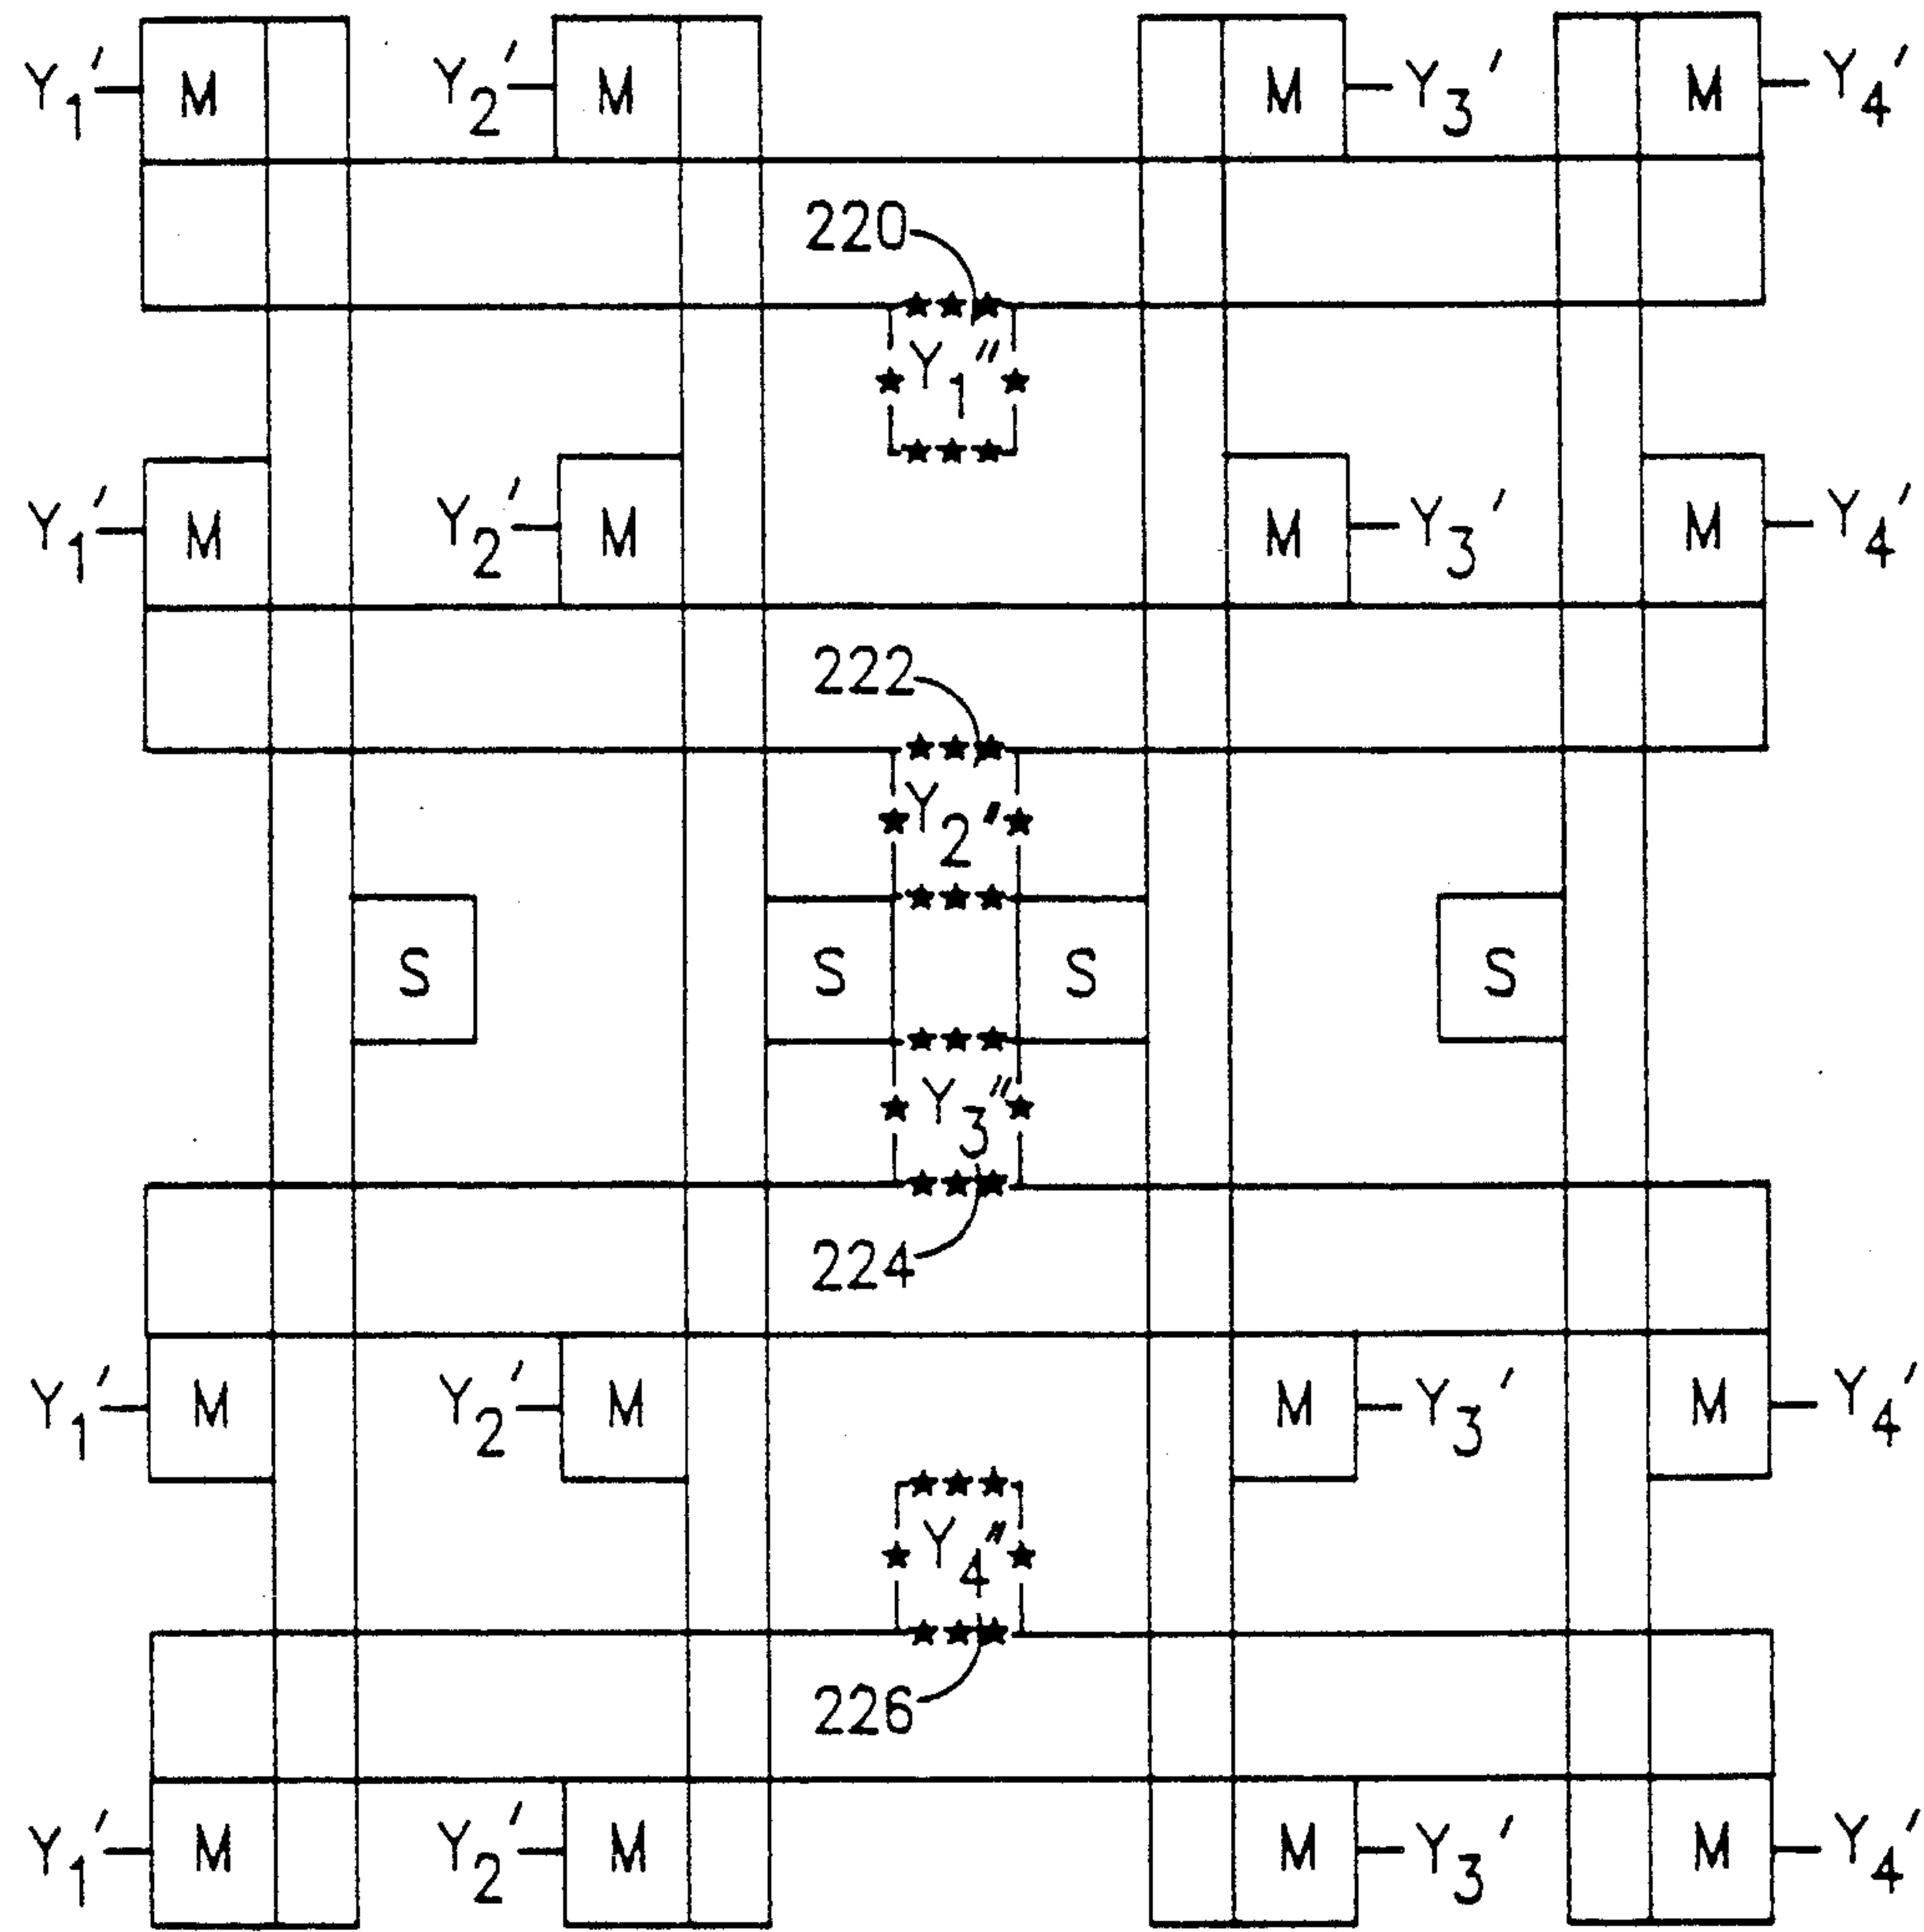 Y₁′ M Y₂′ M M Y₃′ M Y₄′
220
Y₁″
Y₁′ M Y₂′ M M Y₃′ M Y₄′
222
Y₂″
S S S S
Y₃″
224
Y₁′ M Y₂′ M M Y₃′ M Y₄′
Y₄″
226
Y₁′ M Y₂′ M M Y₃′ M Y₄′